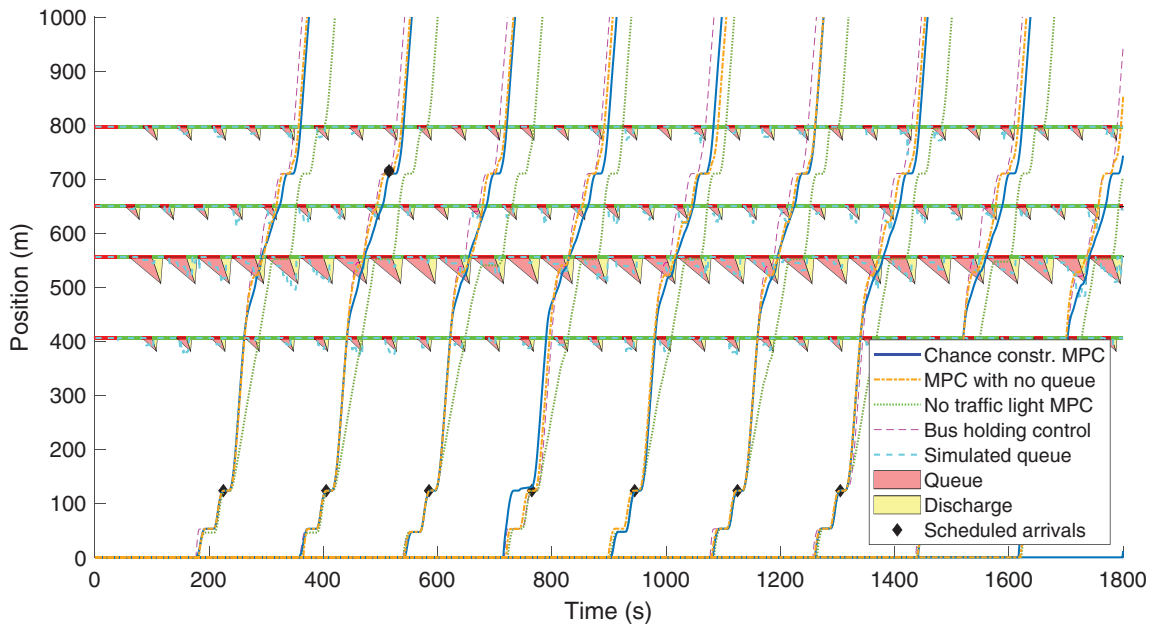 1000
900
800
700
600
500
400
300
200
100
0
Position (m)
Chance constr. MPC
MPC with no queue
No traffic light MPC
Bus holding control
Simulated queue
Queue
Discharge
Scheduled arrivals
0 200 400 600 800 1000 1200 1400 1600 1800
Time (s)